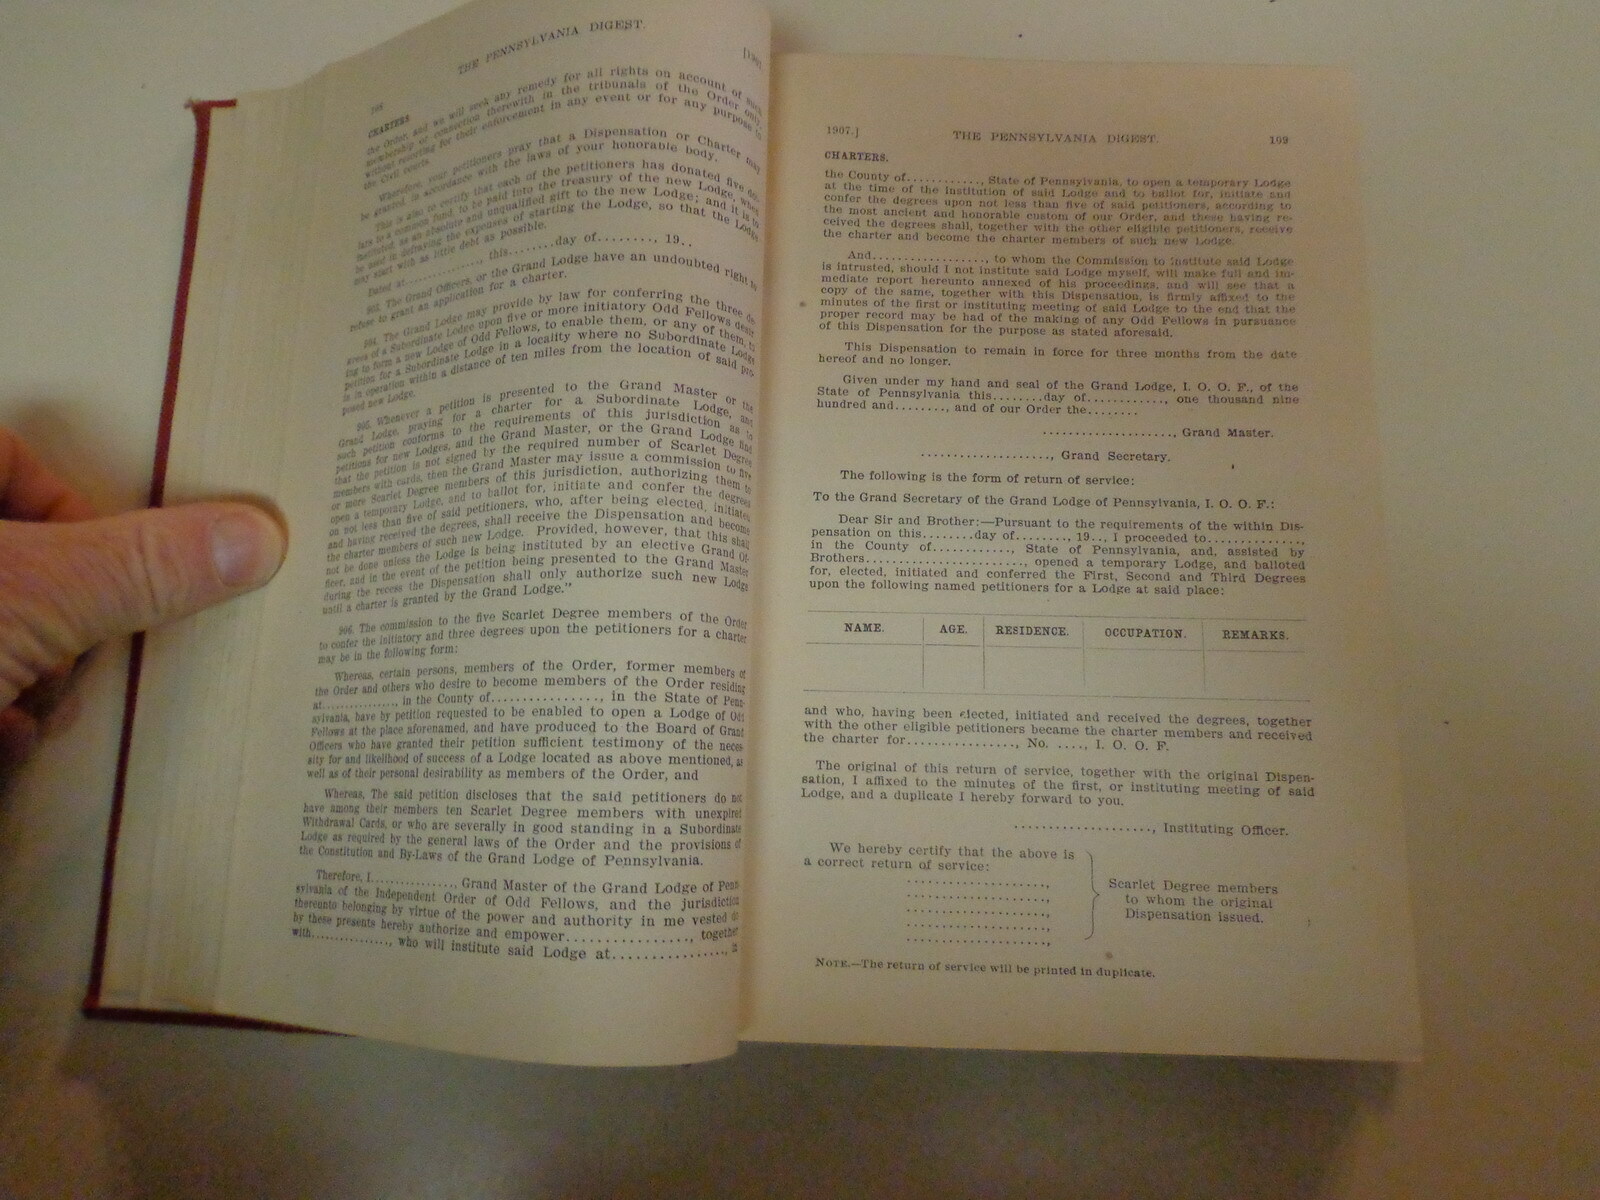 THE PENNSYLVANIA DIGEST.
[1907.
108
CHARTERS
the Order, and we will seek any remedy for all rights on account of such
membership or connection therewith in the tribunals of the Order only,
without resorting for their enforcement in any event or for any purpose to
the Civil courts.
Wherefore, your petitioners pray that a Dispensation or Charter may
be granted, in accordance with the laws of your honorable body.
This is also to certify that each of the petitioners has donated five dol-
lars to a common fund, to be paid into the treasury of the new Lodge, when
instituted, as an absolute and unqualified gift to the new Lodge; and it is to
be used in defraying the expenses of starting the Lodge, so that the Lodge
may start with as little debt as possible.
Dated at.............., this........day of........, 19..
903. The Grand Officers, or the Grand Lodge have an undoubted right to
refuse to grant an application for a charter.
904. The Grand Lodge may provide by law for conferring the three de-
grees of a Subordinate Lodge upon five or more initiatory Odd Fellows desir-
ing to form a new Lodge of Odd Fellows, to enable them, or any of them, to
petition for a Subordinate Lodge in a locality where no Subordinate Lodge
is in operation within a distance of ten miles from the location of said pro-
posed new Lodge.
905. Whenever a petition is presented to the Grand Master or the
Grand Lodge, praying for a charter for a Subordinate Lodge, and
such petition conforms to the requirements of this jurisdiction as to
petitions for new Lodges, and the Grand Master, or the Grand Lodge find
that the petition is not signed by the required number of Scarlet Degree
members with cards, then the Grand Master may issue a commission to five
or more Scarlet Degree members of this jurisdiction, authorizing them to
open a temporary Lodge, and to ballot for, initiate and confer the degrees
on not less than five of said petitioners, who, after being elected, initiated
and having received the degrees, shall receive the Dispensation and become
the charter members of such new Lodge. Provided, however, that this shall
not be done unless the Lodge is being instituted by an elective Grand Of-
ficer, and in the event of the petition being presented to the Grand Master
during the recess the Dispensation shall only authorize such new Lodge
until a charter is granted by the Grand Lodge."
906. The commission to the five Scarlet Degree members of the Order
to confer the initiatory and three degrees upon the petitioners for a charter
may be in the following form:
Whereas, certain persons, members of the Order, former members of
the Order and others who desire to become members of the Order residing
at................, in the County of................, in the State of Penn-
sylvania, have by petition requested to be enabled to open a Lodge of Odd
Fellows at the place aforenamed, and have produced to the Board of Grand
Officers who have granted their petition sufficient testimony of the neces-
sity for and likelihood of success of a Lodge located as above mentioned, as
well as of their personal desirability as members of the Order, and
Whereas, The said petition discloses that the said petitioners do not
have among their members ten Scarlet Degree members with unexpired
Withdrawal Cards, or who are severally in good standing in a Subordinate
Lodge as required by the general laws of the Order and the provisions of
the Constitution and By-Laws of the Grand Lodge of Pennsylvania.
Therefore, I................, Grand Master of the Grand Lodge of Penn-
sylvania of the Independent Order of Odd Fellows, and the jurisdiction
thereunto belonging by virtue of the power and authority in me vested do
by these presents hereby authorize and empower................, together
with................, who will institute said Lodge at................, in
1907.]
THE PENNSYLVANIA DIGEST.
109
CHARTERS.
the County of............, State of Pennsylvania, to open a temporary Lodge
at the time of the institution of said Lodge and to ballot for, initiate and
confer the degrees upon not less than five of said petitioners, according to
the most ancient and honorable custom of our Order, and these having re-
ceived the degrees shall, together with the other eligible petitioners, receive
the charter and become the charter members of such new Lodge.
And................, to whom the Commission to institute said Lodge
is intrusted, should I not institute said Lodge myself, will make full and im-
mediate report hereunto annexed of his proceedings, and will see that a
copy of the same, together with this Dispensation, is firmly affixed to the
minutes of the first or instituting meeting of said Lodge to the end that the
proper record may be had of the making of any Odd Fellows in pursuance
of this Dispensation for the purpose as stated aforesaid.
This Dispensation to remain in force for three months from the date
hereof and no longer.
Given under my hand and seal of the Grand Lodge, I. O. O. F., of the
State of Pennsylvania this........day of............, one thousand nine
hundred and........, and of our Order the........
...................., Grand Master.
...................., Grand Secretary.
The following is the form of return of service:
To the Grand Secretary of the Grand Lodge of Pennsylvania, I. O. O. F.:
Dear Sir and Brother:—Pursuant to the requirements of the within Dis-
pensation on this........day of........, 19.., I proceeded to..............,
in the County of............, State of Pennsylvania, and, assisted by
Brothers........................, opened a temporary Lodge, and balloted
for, elected, initiated and conferred the First, Second and Third Degrees
upon the following named petitioners for a Lodge at said place:
NAME. AGE. RESIDENCE. OCCUPATION. REMARKS.
and who, having been elected, initiated and received the degrees, together
with the other eligible petitioners became the charter members and received
the charter for................, No. ...., I. O. O. F.
The original of this return of service, together with the original Dispen-
sation, I affixed to the minutes of the first, or instituting meeting of said
Lodge, and a duplicate I hereby forward to you.
...................., Instituting Officer.
We hereby certify that the above is
a correct return of service:
....................,
....................,
....................,
....................,
....................,
Scarlet Degree members
to whom the original
Dispensation issued.
NOTE.—The return of service will be printed in duplicate.